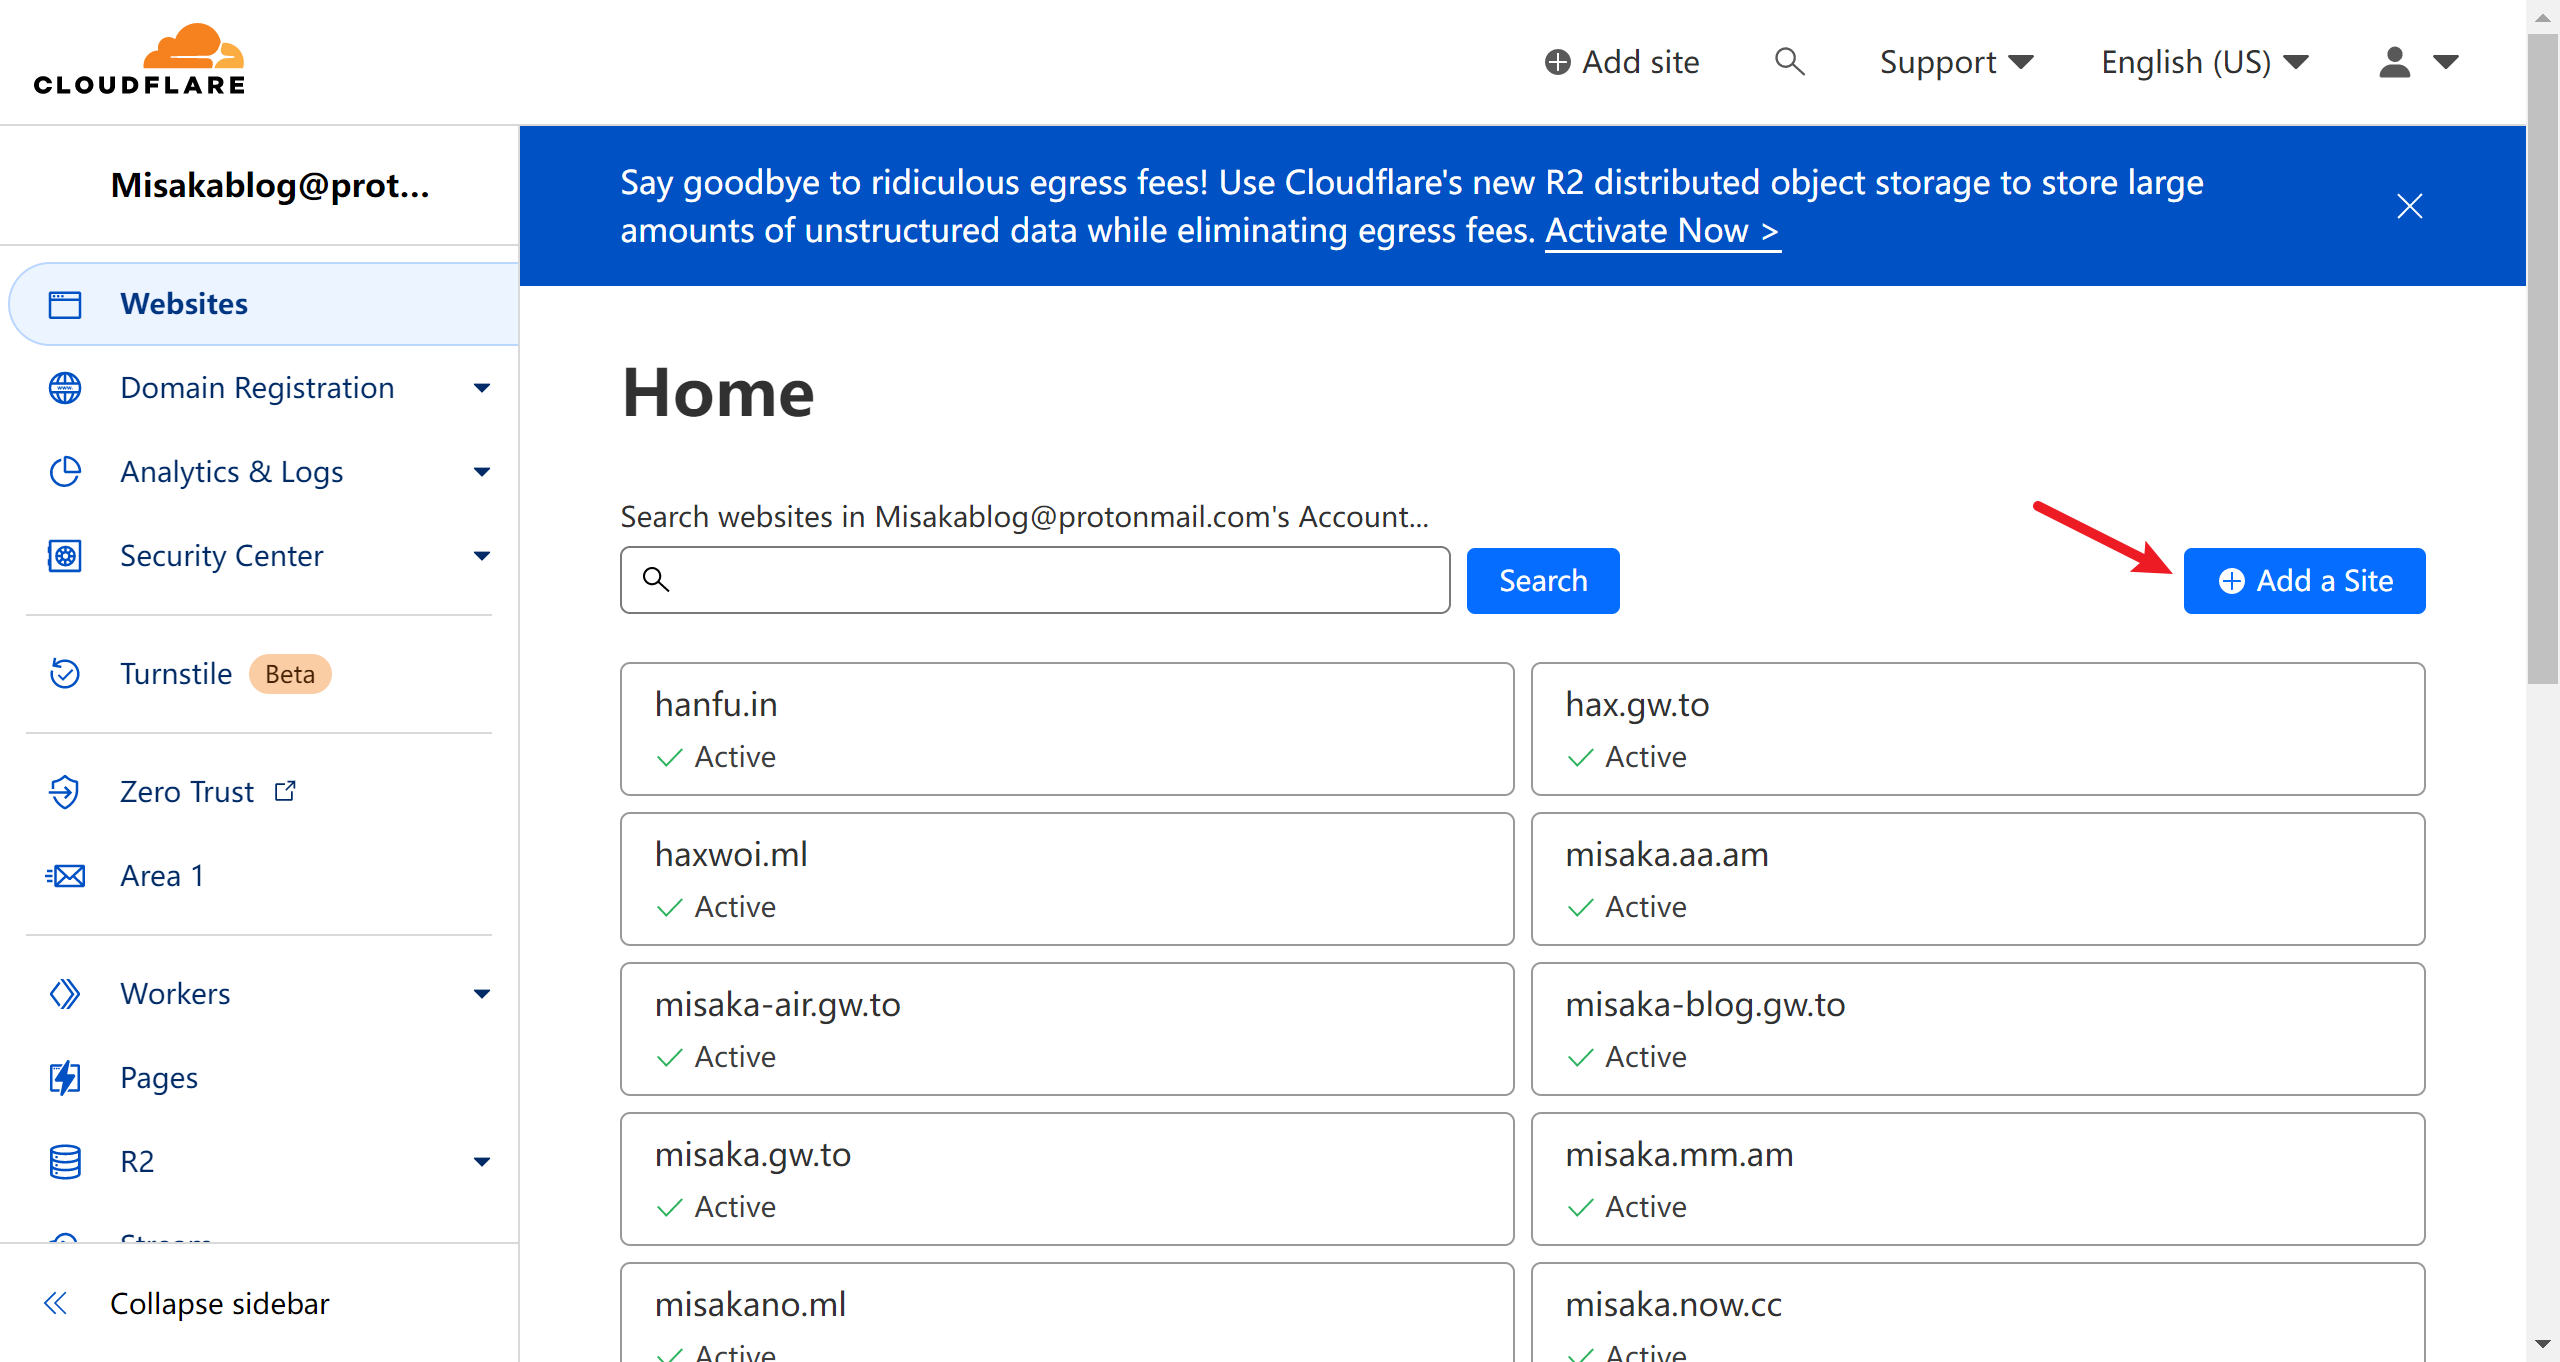 CLOUDFLARE
Add site
Support
English (US)
Misakablog@prot...
Websites
Domain Registration
Analytics & Logs
Security Center
Turnstile Beta
Zero Trust
Area 1
Workers
Pages
R2
Stream
Collapse sidebar
Say goodbye to ridiculous egress fees! Use Cloudflare's new R2 distributed object storage to store large
amounts of unstructured data while eliminating egress fees. Activate Now >
Home
Search websites in Misakablog@protonmail.com's Account...
Search
Add a Site
hanfu.in
Active
hax.gw.to
Active
haxwoi.ml
Active
misaka.aa.am
Active
misaka-air.gw.to
Active
misaka-blog.gw.to
Active
misaka.gw.to
Active
misaka.mm.am
Active
misakano.ml
Active
misaka.now.cc
Active